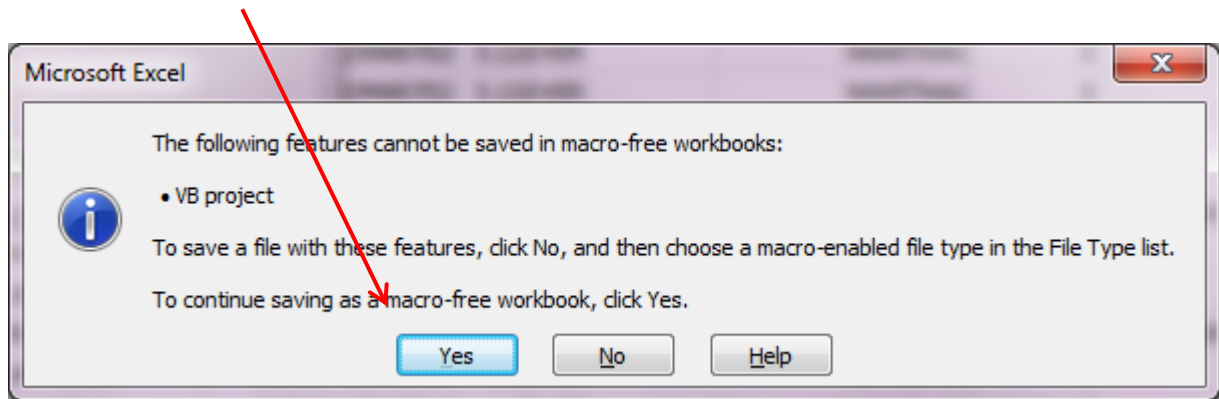 Microsoft Excel
The following features cannot be saved in macro-free workbooks:
• VB project
To save a file with these features, click No, and then choose a macro-enabled file type in the File Type list.
To continue saving as a macro-free workbook, click Yes.
Yes No Help